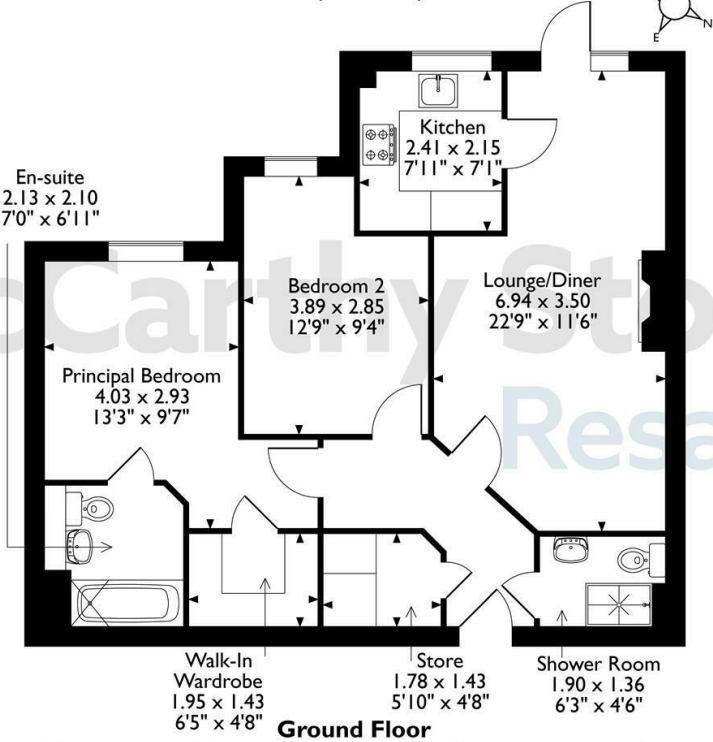 E
N
Kitchen
2.41 x 2.15
7'11" x 7'1"
En-suite
2.13 x 2.10
7'0" x 6'11"
Bedroom 2
3.89 x 2.85
12'9" x 9'4"
Lounge/Diner
6.94 x 3.50
22'9" x 11'6"
cCarthy Sto
Resa
Principal Bedroom
4.03 x 2.93
13'3" x 9'7"
Walk-In
Wardrobe
1.95 x 1.43
6'5" x 4'8"
Store
1.78 x 1.43
5'10" x 4'8"
Shower Room
1.90 x 1.36
6'3" x 4'6"
Ground Floor